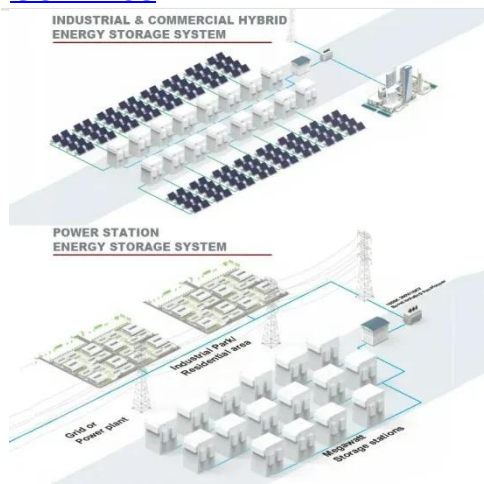 INDUSTRIAL & COMMERCIAL HYBRID
ENERGY STORAGE SYSTEM
POWER STATION
ENERGY STORAGE SYSTEM
Industrial Park/
Residential area
Grid or
Power plant
Megawatt
Storage stations